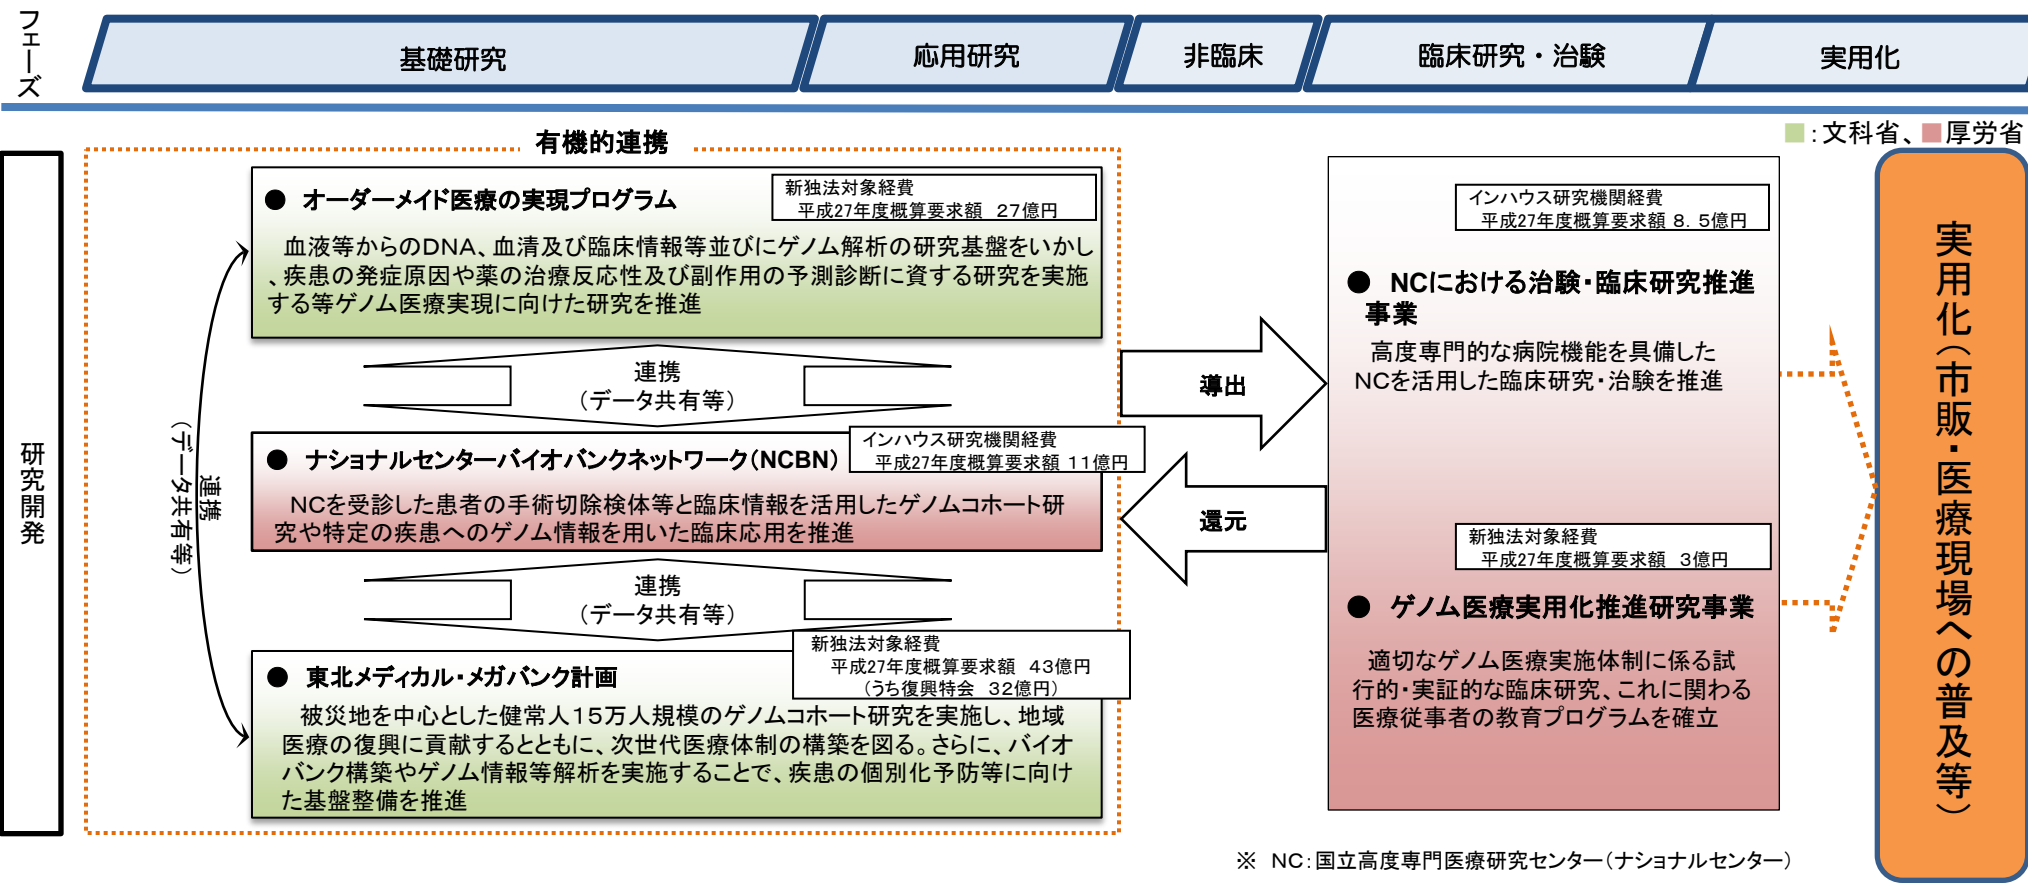 フェーズ
基礎研究
応用研究
非臨床
臨床研究・治験
実用化
■:文科省、■厚労省
研究開発
有機的連携
● オーダーメイド医療の実現プログラム
新独法対象経費
平成27年度概算要求額 27億円
血液等からのDNA、血清及び臨床情報等並びにゲノム解析の研究基盤をいかし
、疾患の発症原因や薬の治療反応性及び副作用の予測診断に資する研究を実施
する等ゲノム医療実現に向けた研究を推進
連携
(データ共有等)
連携
(データ共有等)
● ナショナルセンターバイオバンクネットワーク(NCBN)
インハウス研究機関経費
平成27年度概算要求額 11億円
NCを受診した患者の手術切除検体等と臨床情報を活用したゲノムコホート研
究や特定の疾患へのゲノム情報を用いた臨床応用を推進
連携
(データ共有等)
● 東北メディカル・メガバンク計画
新独法対象経費
平成27年度概算要求額 43億円
(うち復興特会 32億円)
被災地を中心とした健常人15万人規模のゲノムコホート研究を実施し、地域
医療の復興に貢献するとともに、次世代医療体制の構築を図る。さらに、バイオ
バンク構築やゲノム情報等解析を実施することで、疾患の個別化予防等に向け
た基盤整備を推進
導出
還元
インハウス研究機関経費
平成27年度概算要求額 8.5億円
● NCにおける治験・臨床研究推進
事業
高度専門的な病院機能を具備した
NCを活用した臨床研究・治験を推進
新独法対象経費
平成27年度概算要求額 3億円
● ゲノム医療実用化推進研究事業
適切なゲノム医療実施体制に係る試
行的・実証的な臨床研究、これに関わる
医療従事者の教育プログラムを確立
実用化(市販・医療現場への普及等)
※ NC:国立高度専門医療研究センター(ナショナルセンター)